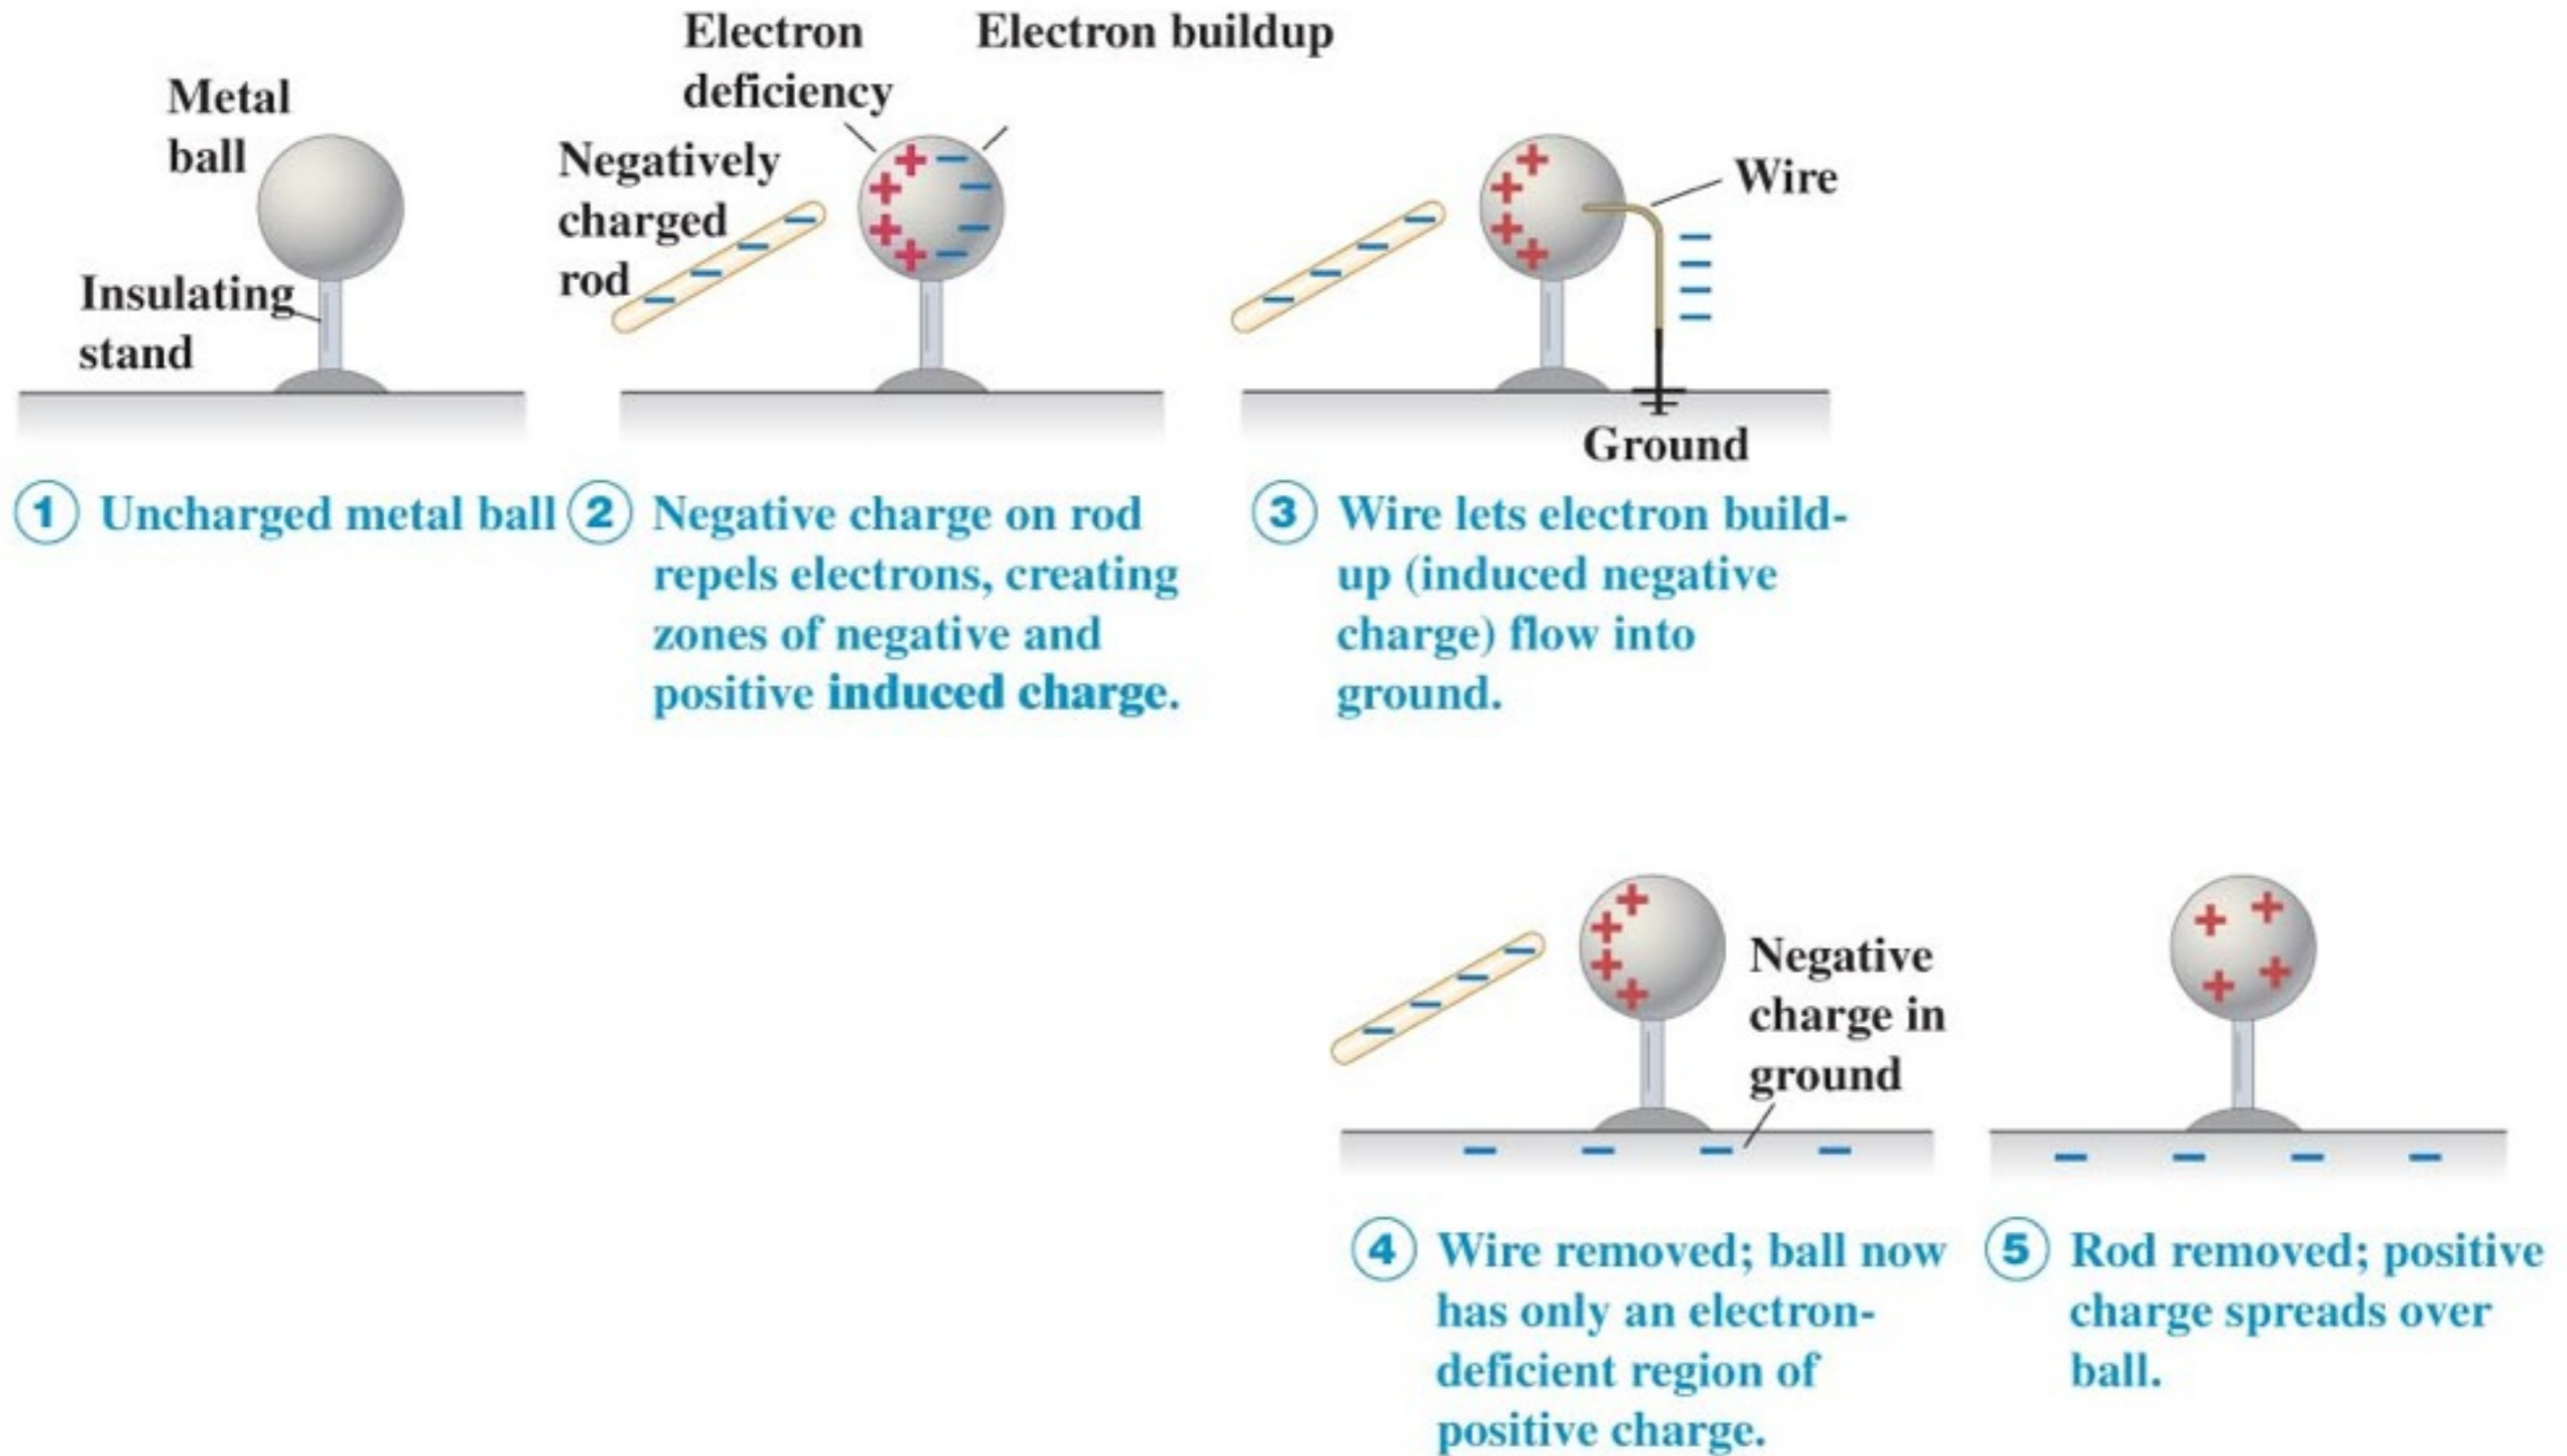 Metal
ball
Insulating
stand
1 Uncharged metal ball
Electron
deficiency
Electron buildup
Negatively
charged
rod
2 Negative charge on rod
repels electrons, creating
zones of negative and
positive induced charge.
Wire
Ground
3 Wire lets electron build-
up (induced negative
charge) flow into
ground.
Negative
charge in
ground
4 Wire removed; ball now
has only an electron-
deficient region of
positive charge.
5 Rod removed; positive
charge spreads over
ball.